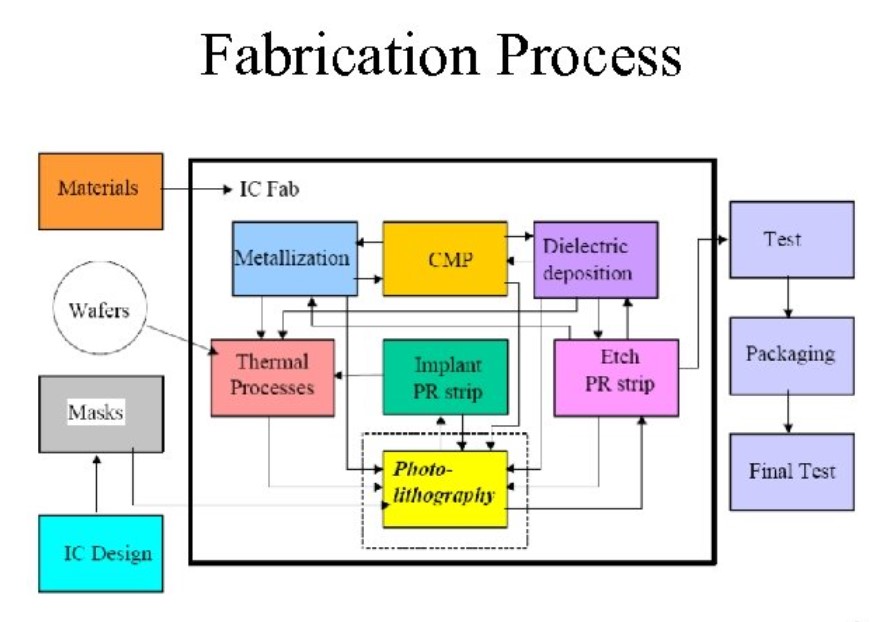 Fabrication Process
Materials
IC Fab
Metallization
CMP
Dielectric
deposition
Test
Wafers
Thermal
Processes
Implant
PR strip
Etch
PR strip
Packaging
Masks
Photo-
lithography
Final Test
IC Design